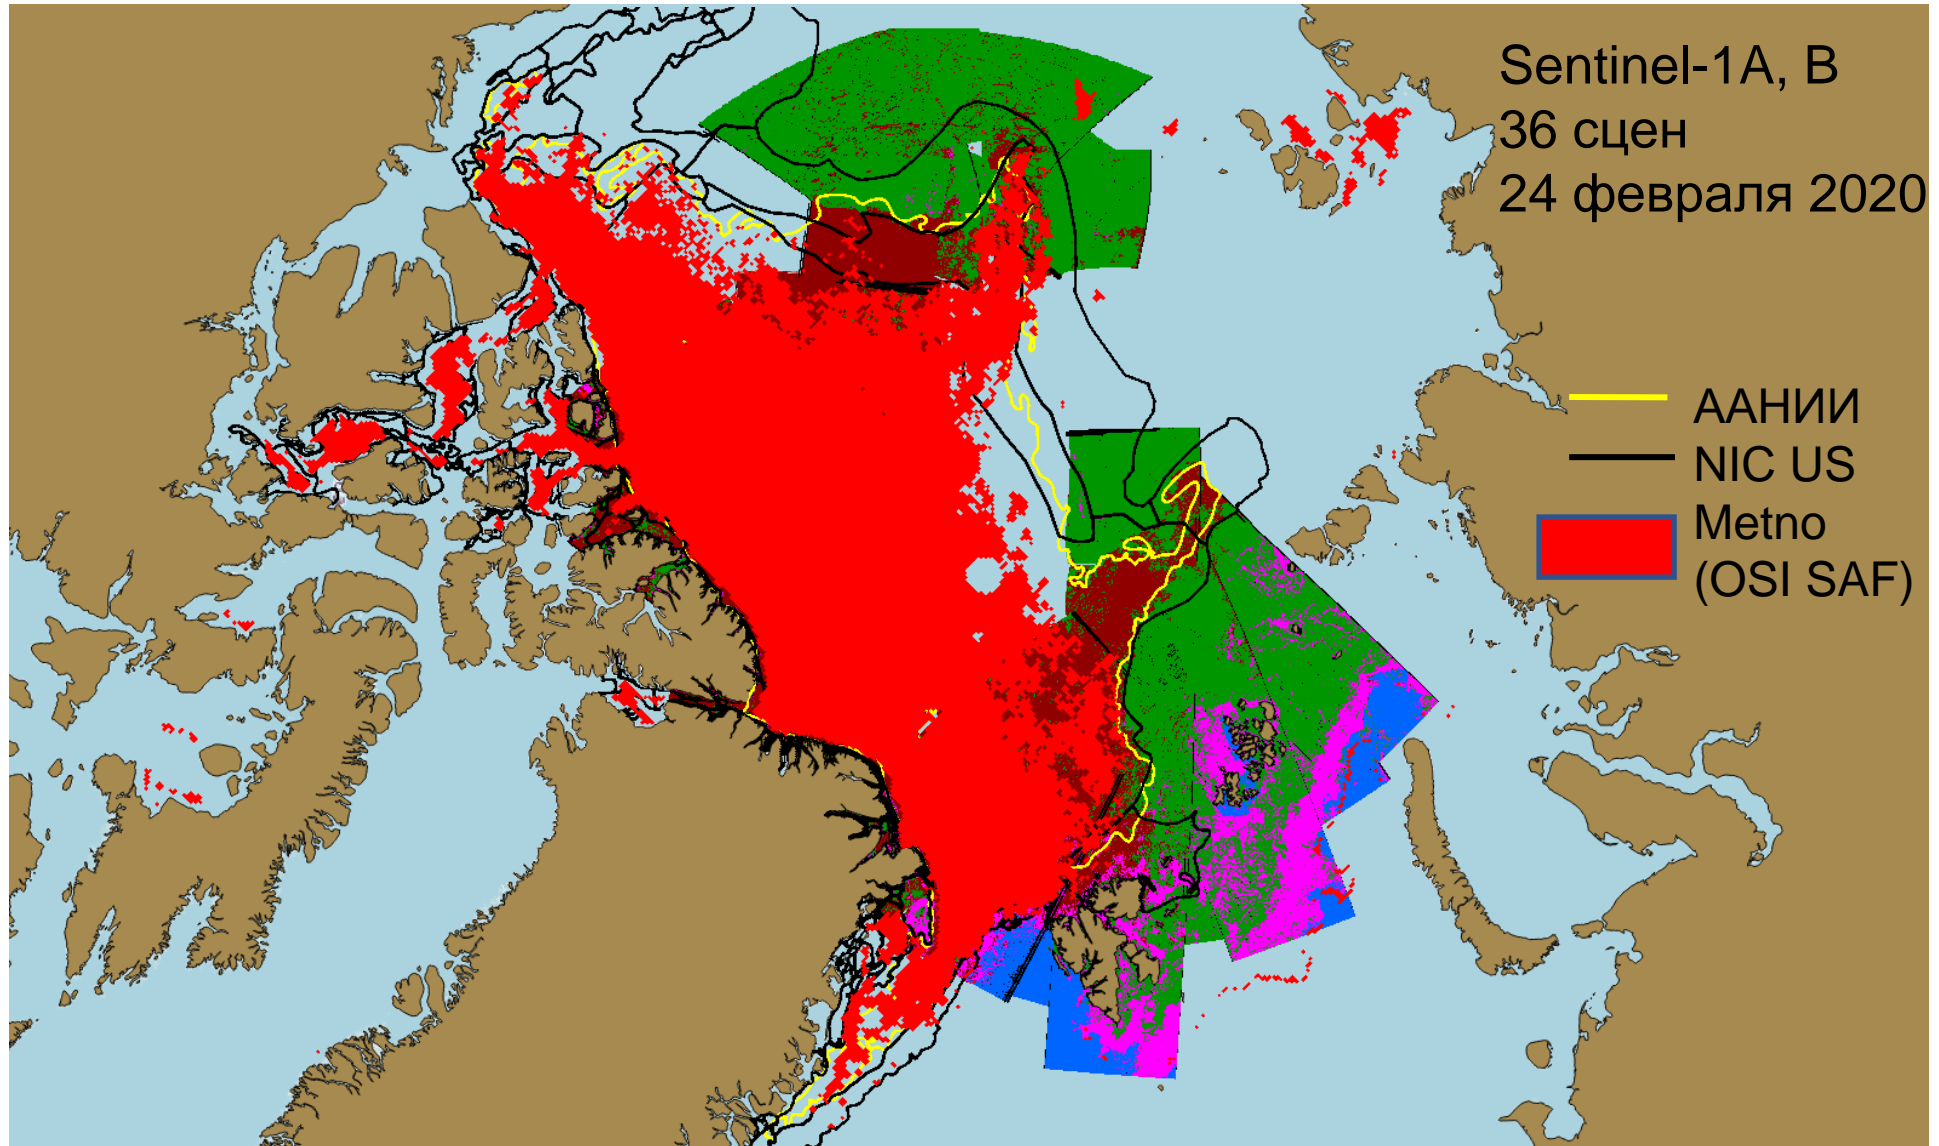 Sentinel-1A, B
36 сцен
24 февраля 2020
ААНИИ
NIC US
Metno
(OSI SAF)